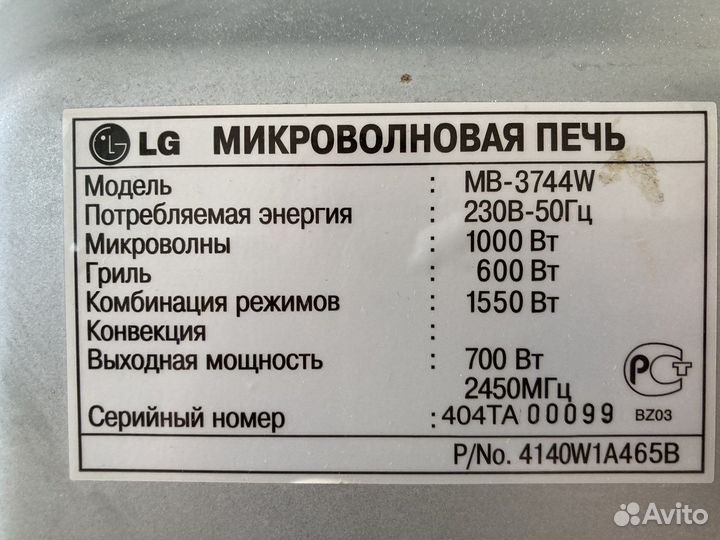 LG МИКРОВОЛНОВАЯ ПЕЧЬ
Модель : MB-3744W
Потребляемая энергия : 230В-50Гц
Микроволны : 1000 Вт
Гриль : 600 Вт
Комбинация режимов : 1550 Вт
Конвекция :
Выходная мощность : 700 Вт
2450МГц
Серийный номер : 404TA 00099 BZ03
P/No. 4140W1A465B
РСТ
Avito